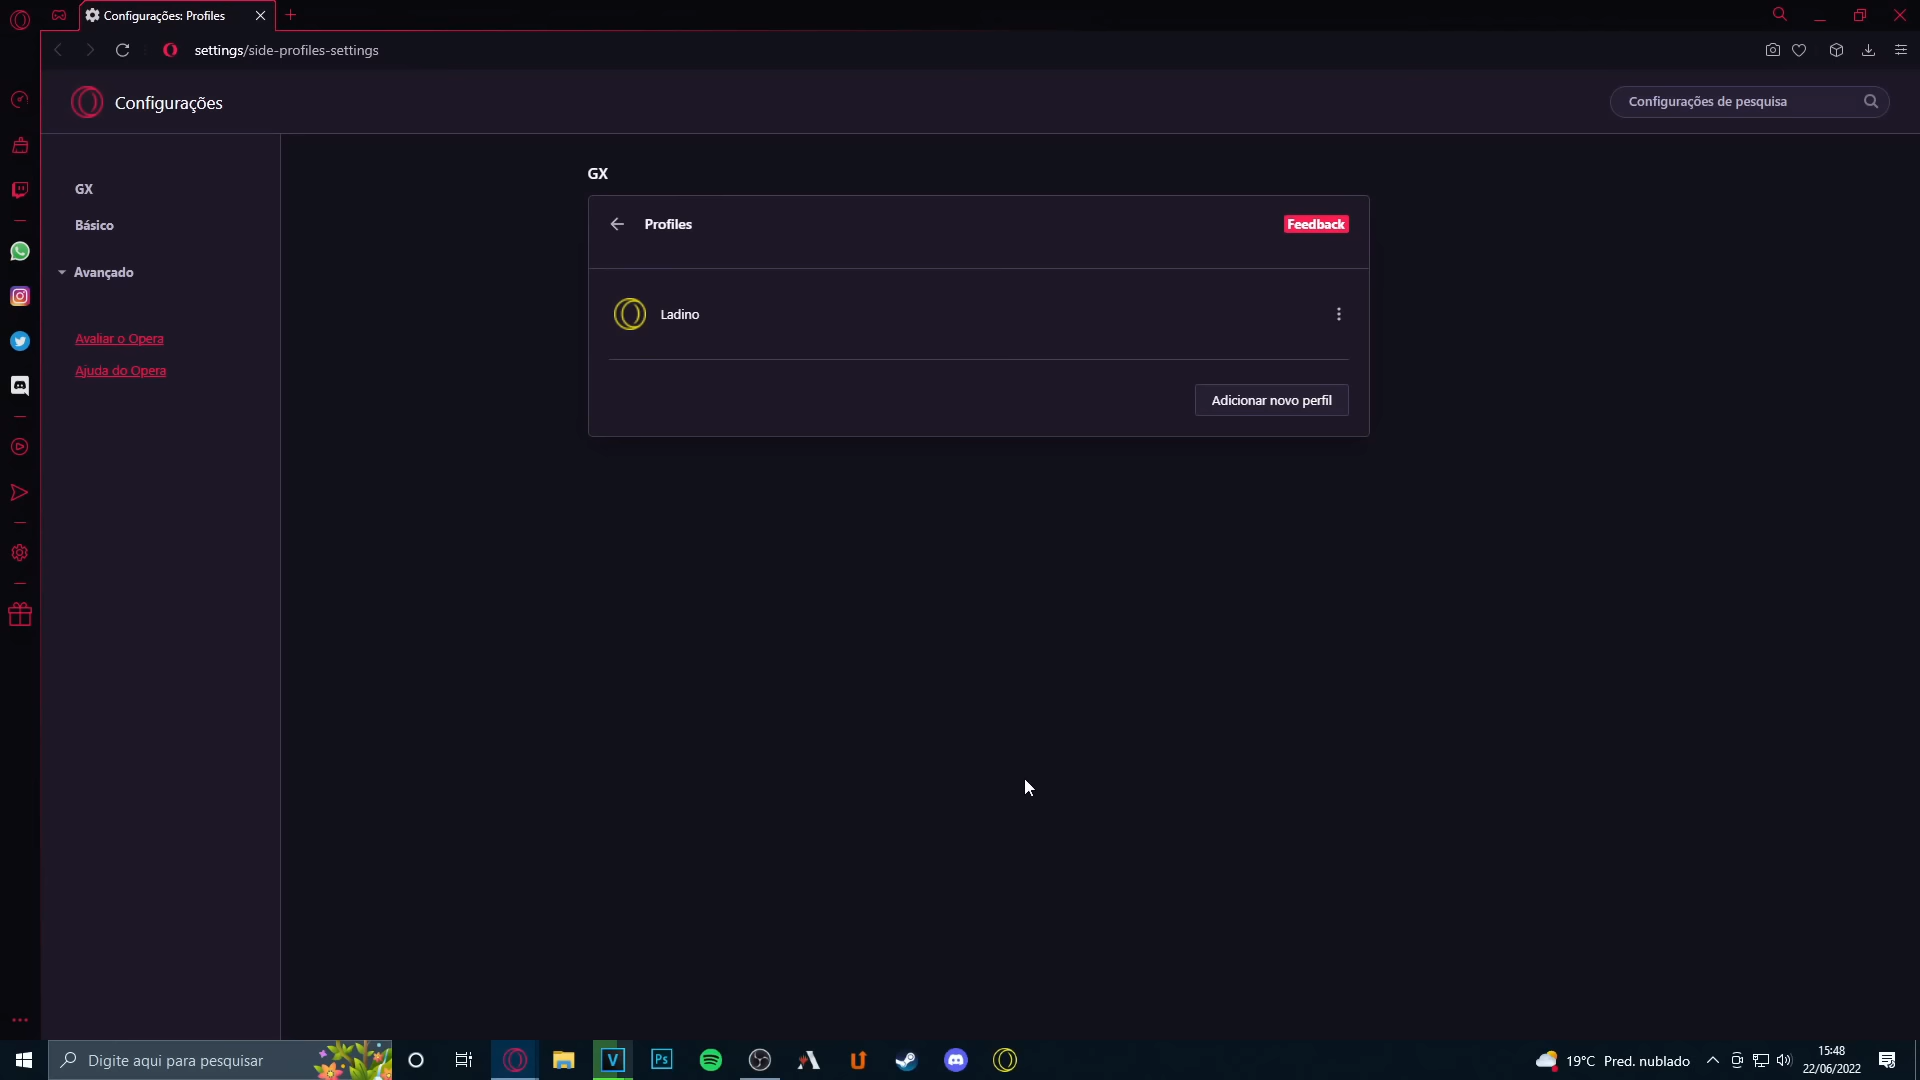 Configurações: Profiles
settings/side-profiles-settings
Configurações
Configurações de pesquisa
GX
Básico
Avançado
Avaliar o Opera
Ajuda do Opera
GX
Profiles
Feedback
Ladino
Adicionar novo perfil
Digite aqui para pesquisar
V
Ps
19°C Pred. nublado
15:48
22/06/2022